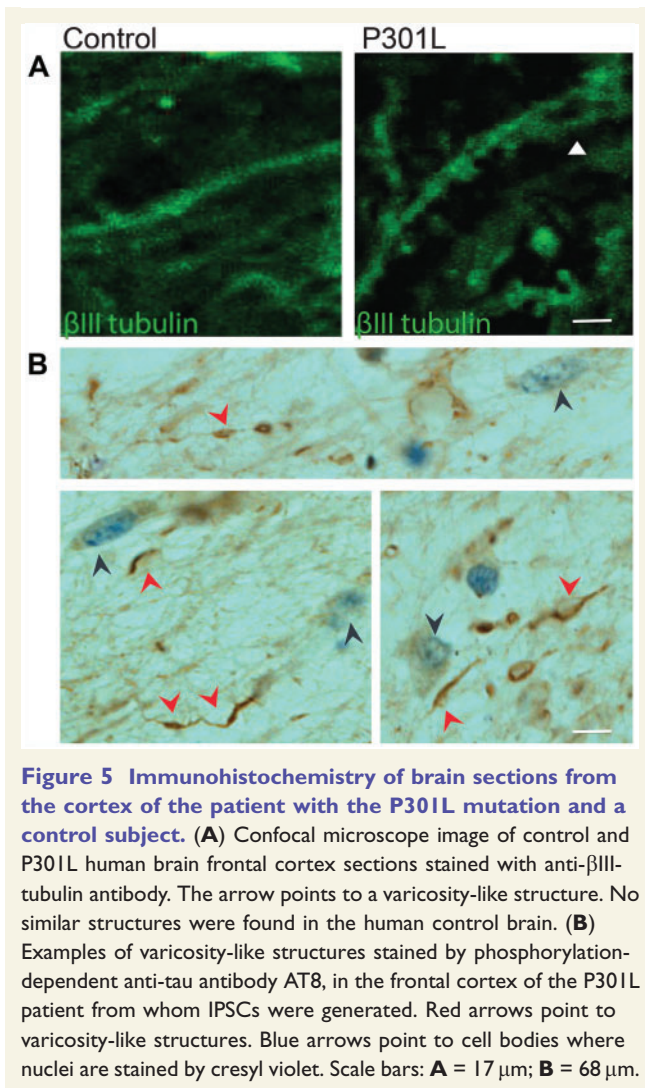 Control P301L
A
βIII tubulin βIII tubulin
B
Figure 5 Immunohistochemistry of brain sections from
the cortex of the patient with the P301L mutation and a
control subject. (A) Confocal microscope image of control and
P301L human brain frontal cortex sections stained with anti-βIII-
tubulin antibody. The arrow points to a varicosity-like structure. No
similar structures were found in the human control brain. (B)
Examples of varicosity-like structures stained by phosphorylation-
dependent anti-tau antibody AT8, in the frontal cortex of the P301L
patient from whom IPSCs were generated. Red arrows point to
varicosity-like structures. Blue arrows point to cell bodies where
nuclei are stained by cresyl violet. Scale bars: A = 17 μm; B = 68 μm.